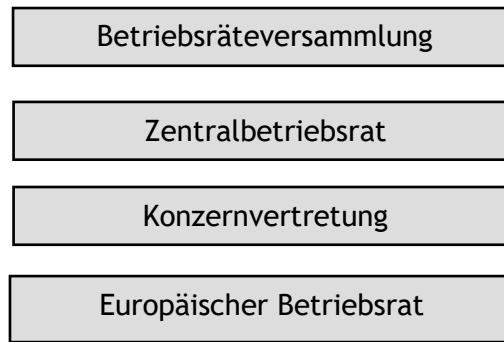 Betriebsräteversammlung
Zentralbetriebsrat
Konzernvertretung
Europäischer Betriebsrat